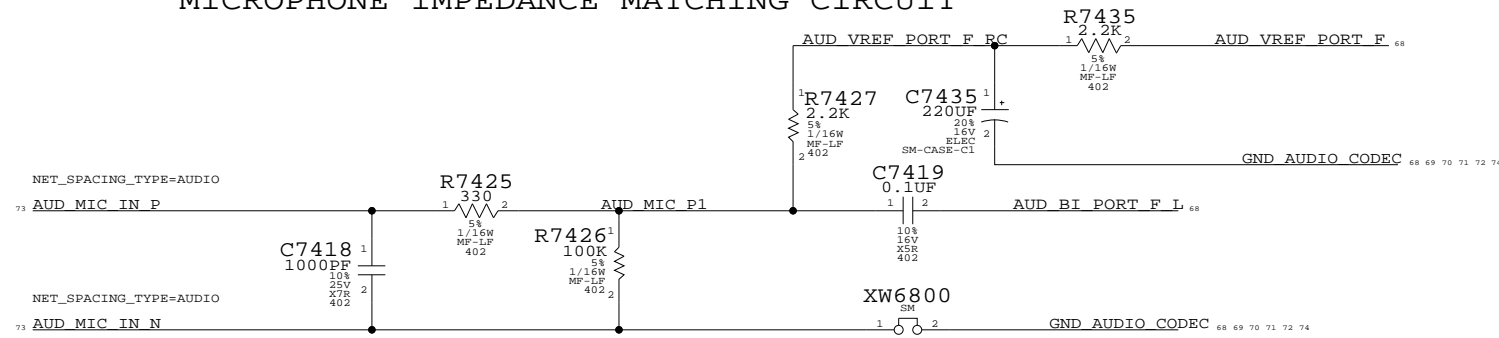 MICROPHONE IMPEDANCE MATCHING CIRCUIT
R7435
2.2K
1 2
5%
1/16W
MF-LF
402
AUD_VREF_PORT_F_RC
AUD_VREF_PORT_F 68
1
R7427
2.2K
5%
1/16W
MF-LF
402
2
C7435 1
220UF +
20%
16V 2
ELEC
SM-CASE-C1
GND_AUDIO_CODEC 68 69 70 71 72 74
NET_SPACING_TYPE=AUDIO
73 AUD_MIC_IN_P
R7425
330
1 2
5%
1/16W
MF-LF
402
AUD_MIC_P1
C7419
0.1UF
1 2
10%
16V
X5R
402
AUD_BI_PORT_F_L 68
C7418 1
1000PF
10%
25V 2
X7R
402
R7426 1
100K
5%
1/16W
MF-LF
402 2
NET_SPACING_TYPE=AUDIO
73 AUD_MIC_IN_N
XW6800
SM
1 2
GND_AUDIO_CODEC 68 69 70 71 72 74